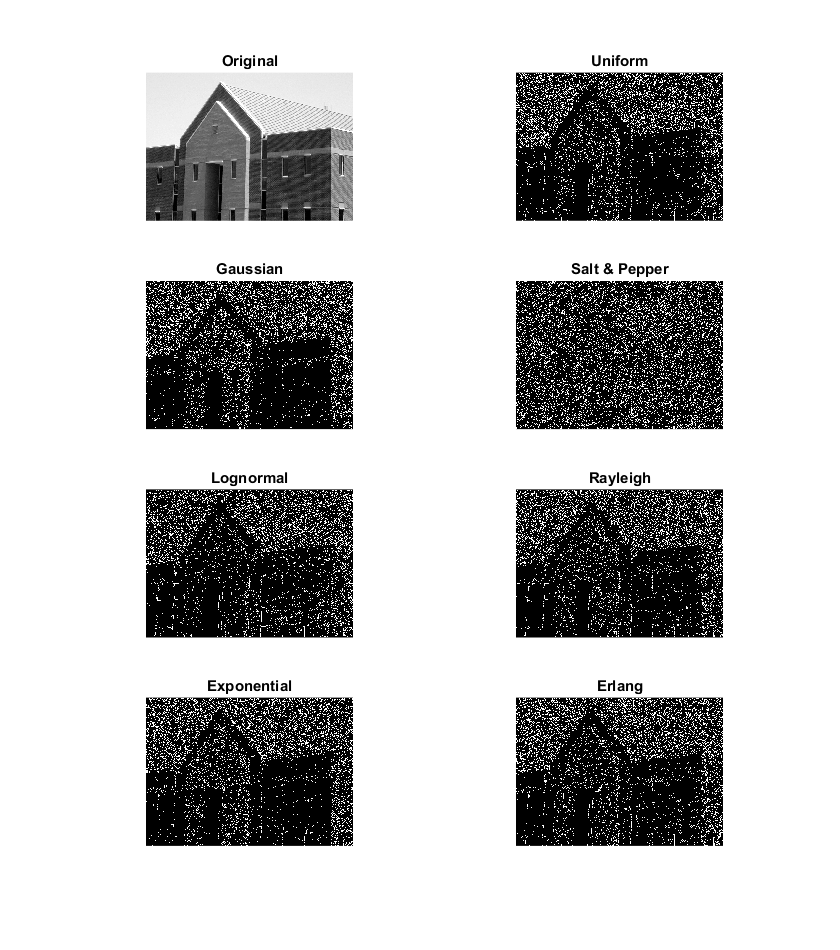 Original
Uniform
Gaussian
Salt & Pepper
Lognormal
Rayleigh
Exponential
Erlang